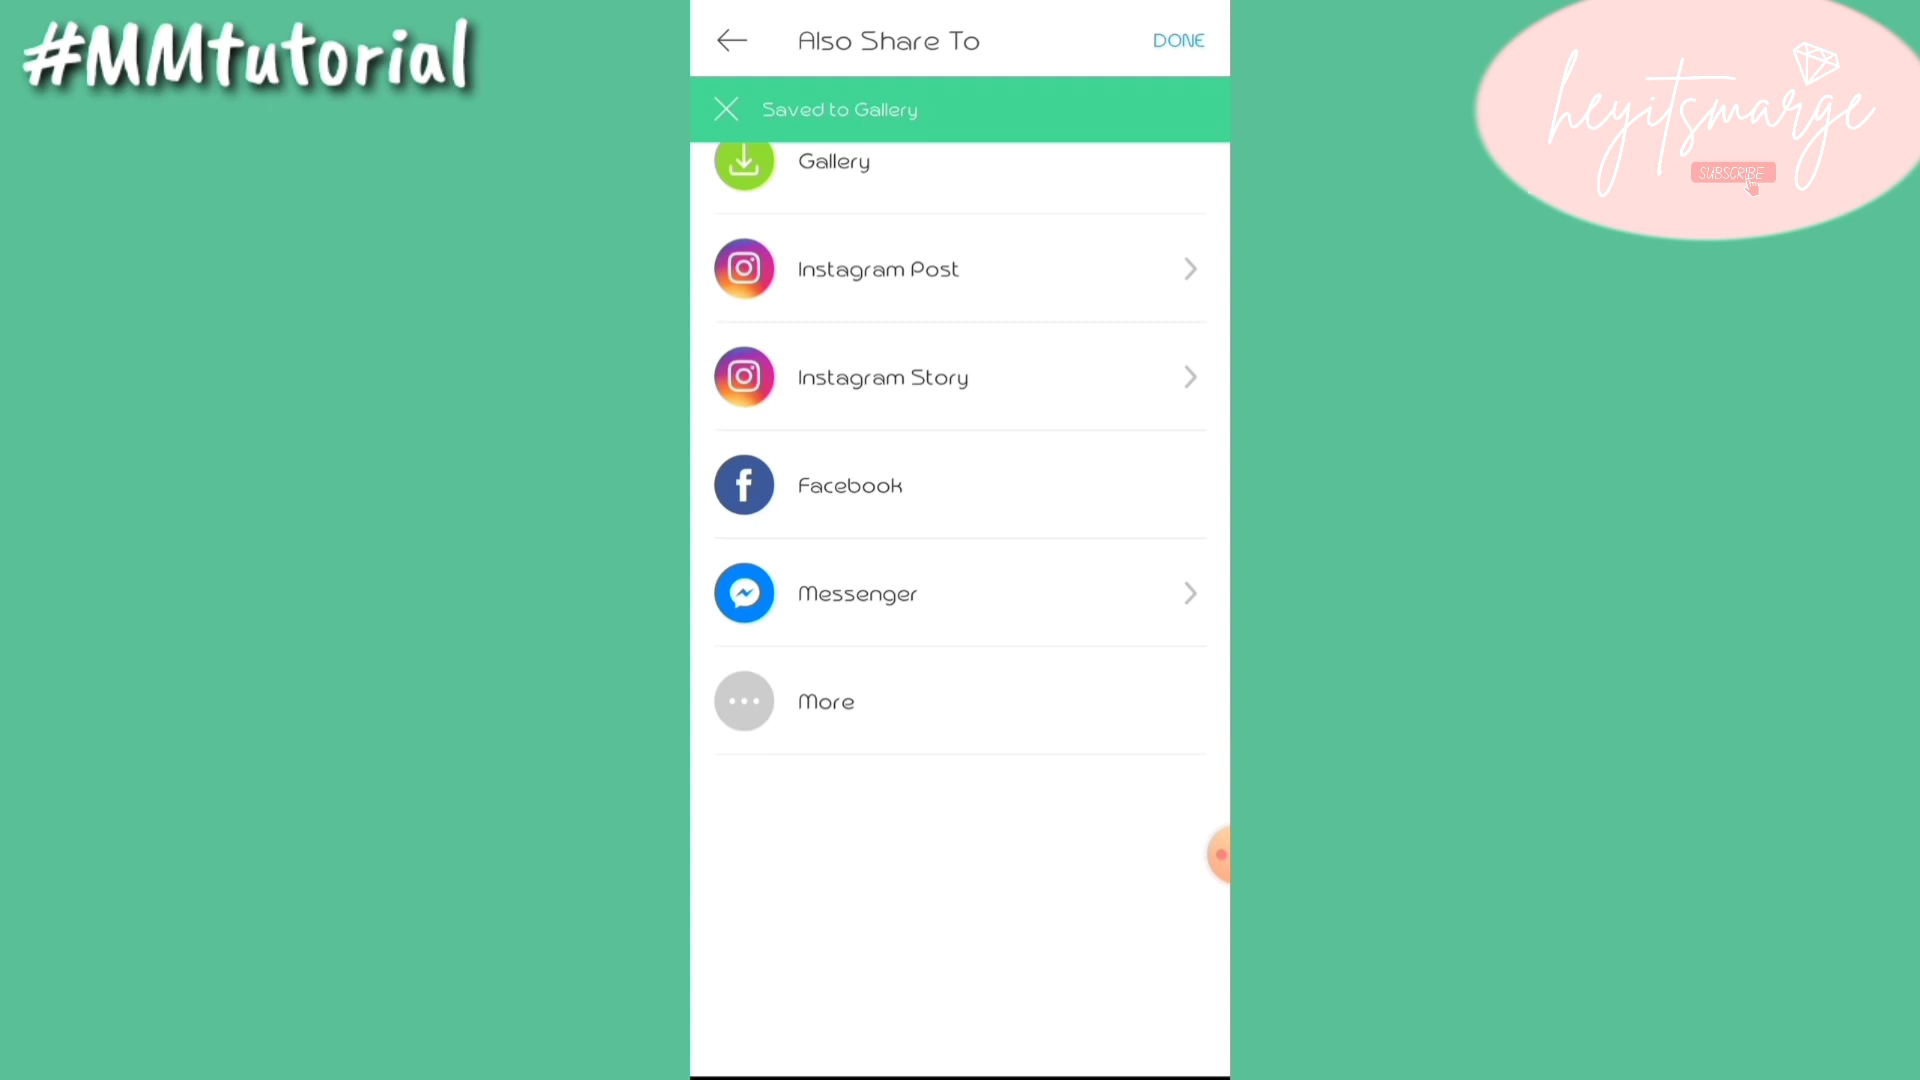 #MMtutorial
Also Share To
DONE
Saved to Gallery
Gallery
Instagram Post
Instagram Story
Facebook
Messenger
More
heyitsmarge
SUBSCRIBE